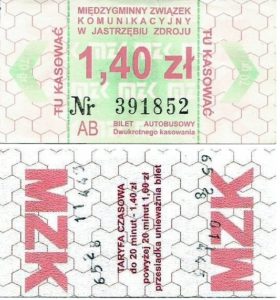 MIĘDZYGMINNY ZWIĄZEK
KOMUNIKACYJNY
W JASTRZĘBIU ZDROJU
TU KASOWAĆ
1,40 zł
TU KASOWAĆ
Nr 391852
AB BILET AUTOBUSOWY
Dwukrotnego kasowania
MZK
TARYFA CZASOWA
do 20 minut - 1,40 zł
powyżej 20 minut 1,60 zł
przesiadka unieważnia bilet
MZK